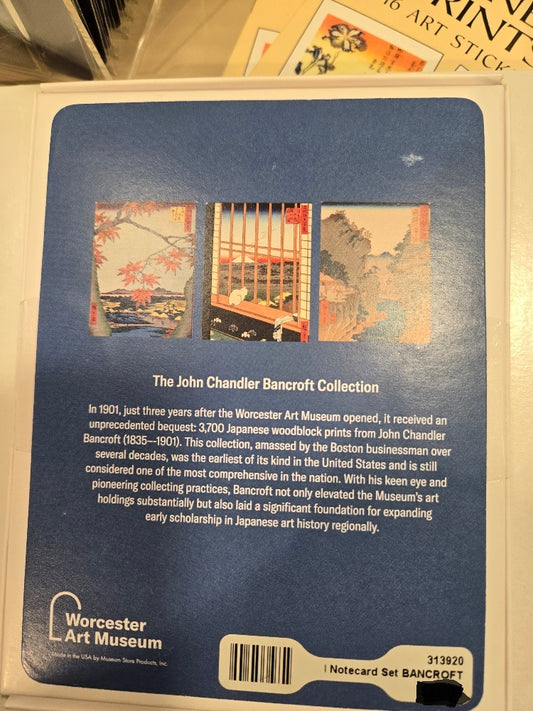 RINTS
16 ART STICK
The John Chandler Bancroft Collection
In 1901, just three years after the Worcester Art Museum opened, it received an
unprecedented bequest: 3,700 Japanese woodblock prints from John Chandler
Bancroft (1835–-1901). This collection, amassed by the Boston businessman over
several decades, was the earliest of its kind in the United States and is still
considered one of the most comprehensive in the nation. With his keen eye and
pioneering collecting practices, Bancroft not only elevated the Museum's art
holdings substantially but also laid a significant foundation for expanding
early scholarship in Japanese art history regionally.
Worcester
Art Museum
Made in the USA by Museum Store Products, Inc.
313920
Notecard Set BANCROFT